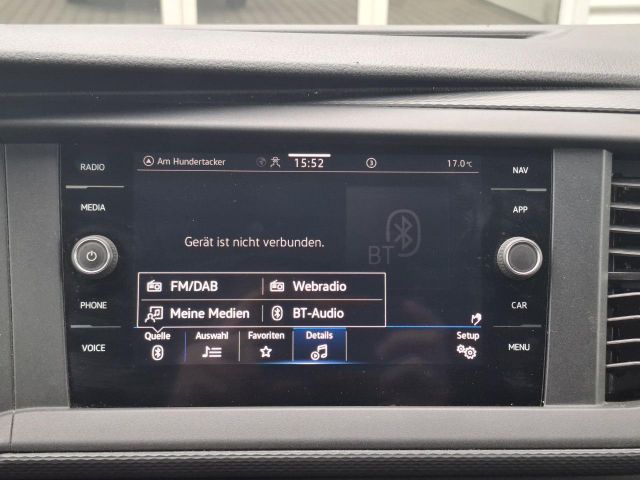 RADIO
MEDIA
PHONE
VOICE
Am Hundertacker
15:52
3
17.0°C
Gerät ist nicht verbunden.
BT
FM/DAB
Webradio
Meine Medien
BT-Audio
Quelle
Auswahl
Favoriten
Details
Setup
NAV
APP
CAR
MENU